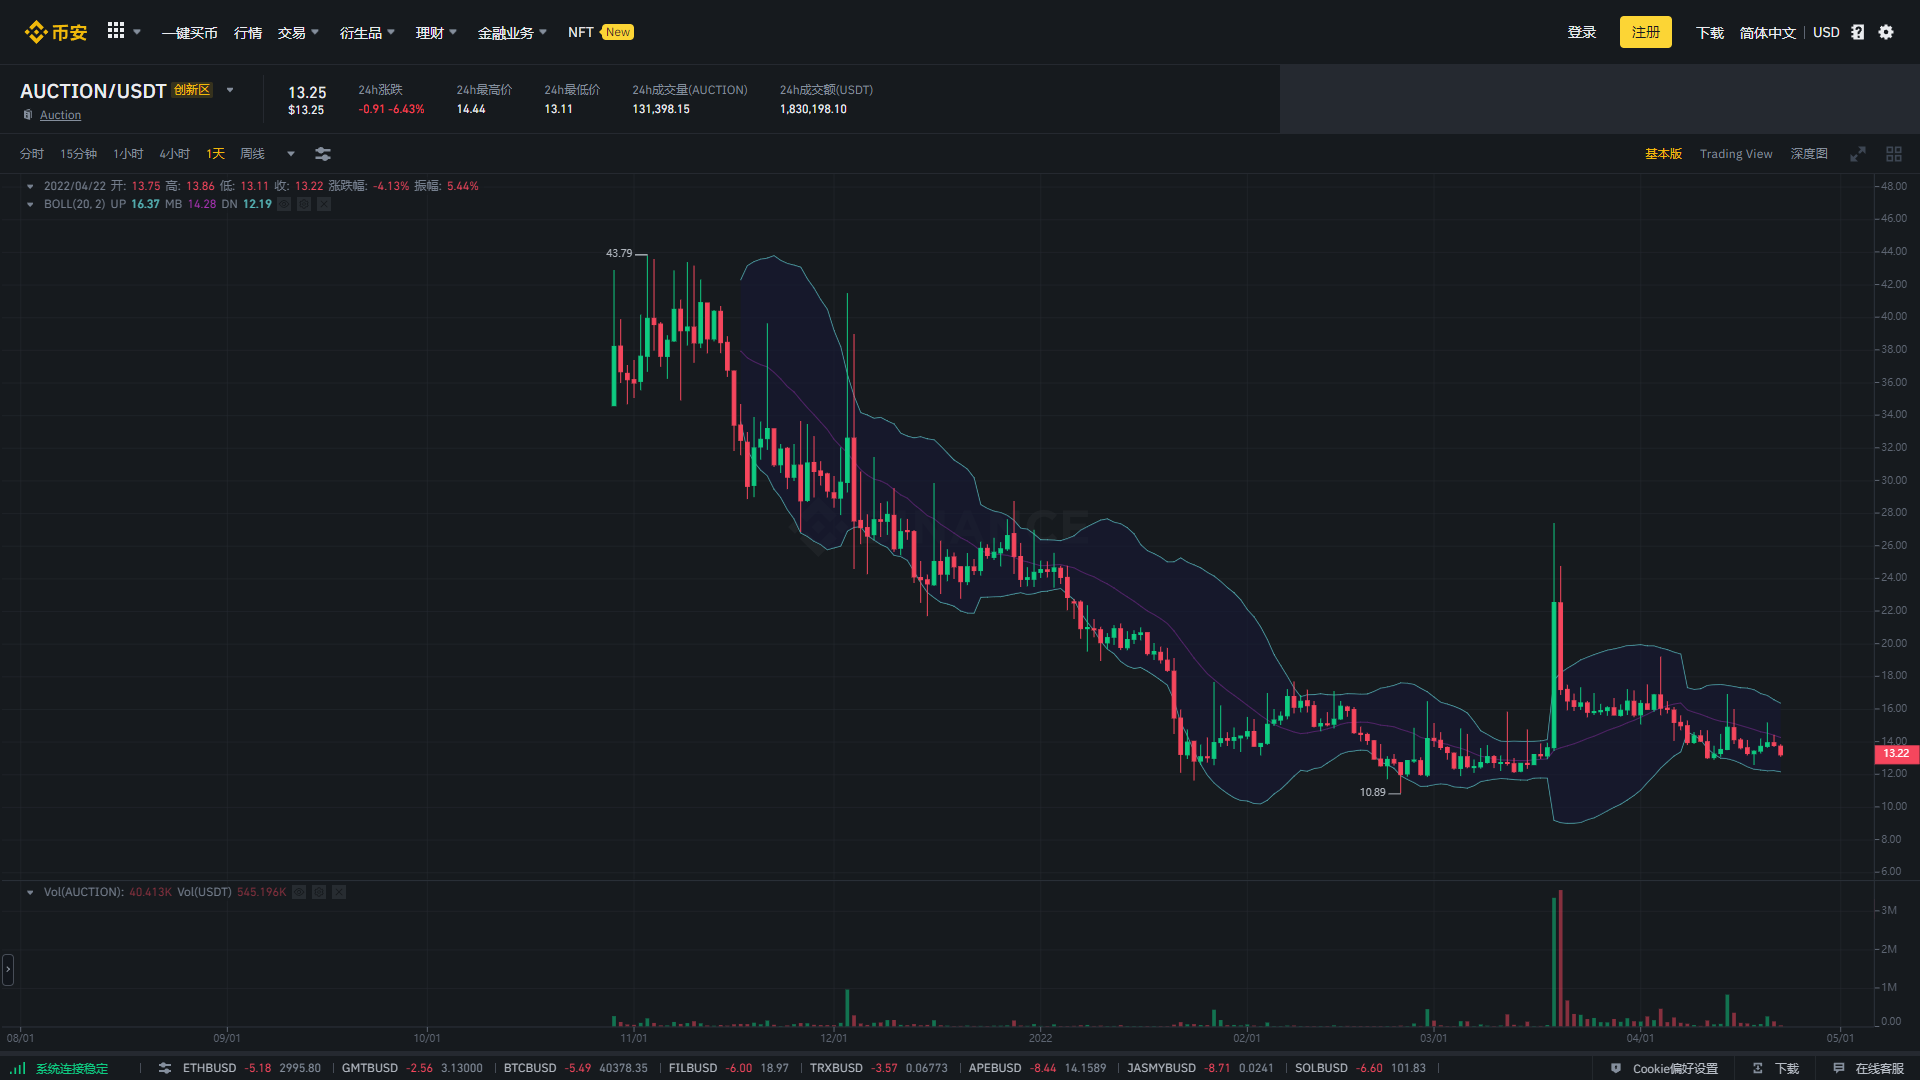 币安 一键买币 行情 交易 衍生品 理财 金融业务 NFT New 登录 注册 下载 简体中文 USD
AUCTION/USDT 创新区
Auction
13.25
$13.25
24h涨跌
-0.91 -6.43%
24h最高价
14.44
24h最低价
13.11
24h成交量(AUCTION)
131,398.15
24h成交额(USDT)
1,830,198.10
分时 15分钟 1小时 4小时 1天 周线 基本版 Trading View 深度图
2022/04/22 开: 13.75 高: 13.86 低: 13.11 收: 13.22 涨跌幅: -4.13% 振幅: 5.44%
BOLL(20, 2) UP 16.37 MB 14.28 DN 12.19
43.79
10.89
48.00
46.00
44.00
42.00
40.00
38.00
36.00
34.00
32.00
30.00
28.00
26.00
24.00
22.00
20.00
18.00
16.00
14.00
13.22
12.00
10.00
8.00
6.00
Vol(AUCTION): 40.413K Vol(USDT) 545.196K
3M
2M
1M
0.00
08/01 09/01 10/01 11/01 12/01 2022 02/01 03/01 04/01 05/01
系统连接稳定 ETHBUSD -5.18 2995.80 GMTBUSD -2.56 3.13000 BTCBUSD -5.49 40378.35 FILBUSD -6.00 18.97 TRXBUSD -3.57 0.06773 APEBUSD -8.44 14.1589 JASMYBUSD -8.71 0.0241 SOLBUSD -6.60 101.83 Cookie偏好设置 下载 在线客服